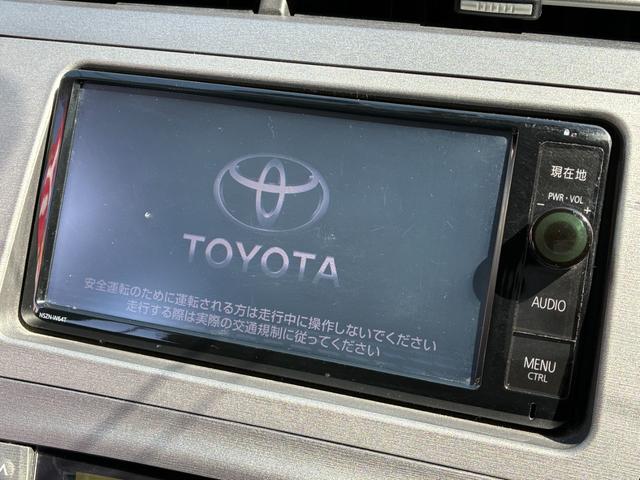 現在地
PWR・VOL
− +
TOYOTA
安全運転のために運転される方は走行中に操作しないでください
走行する際は実際の交通規制に従ってください
AUDIO
MENU
CTRL
NSZN-W64T